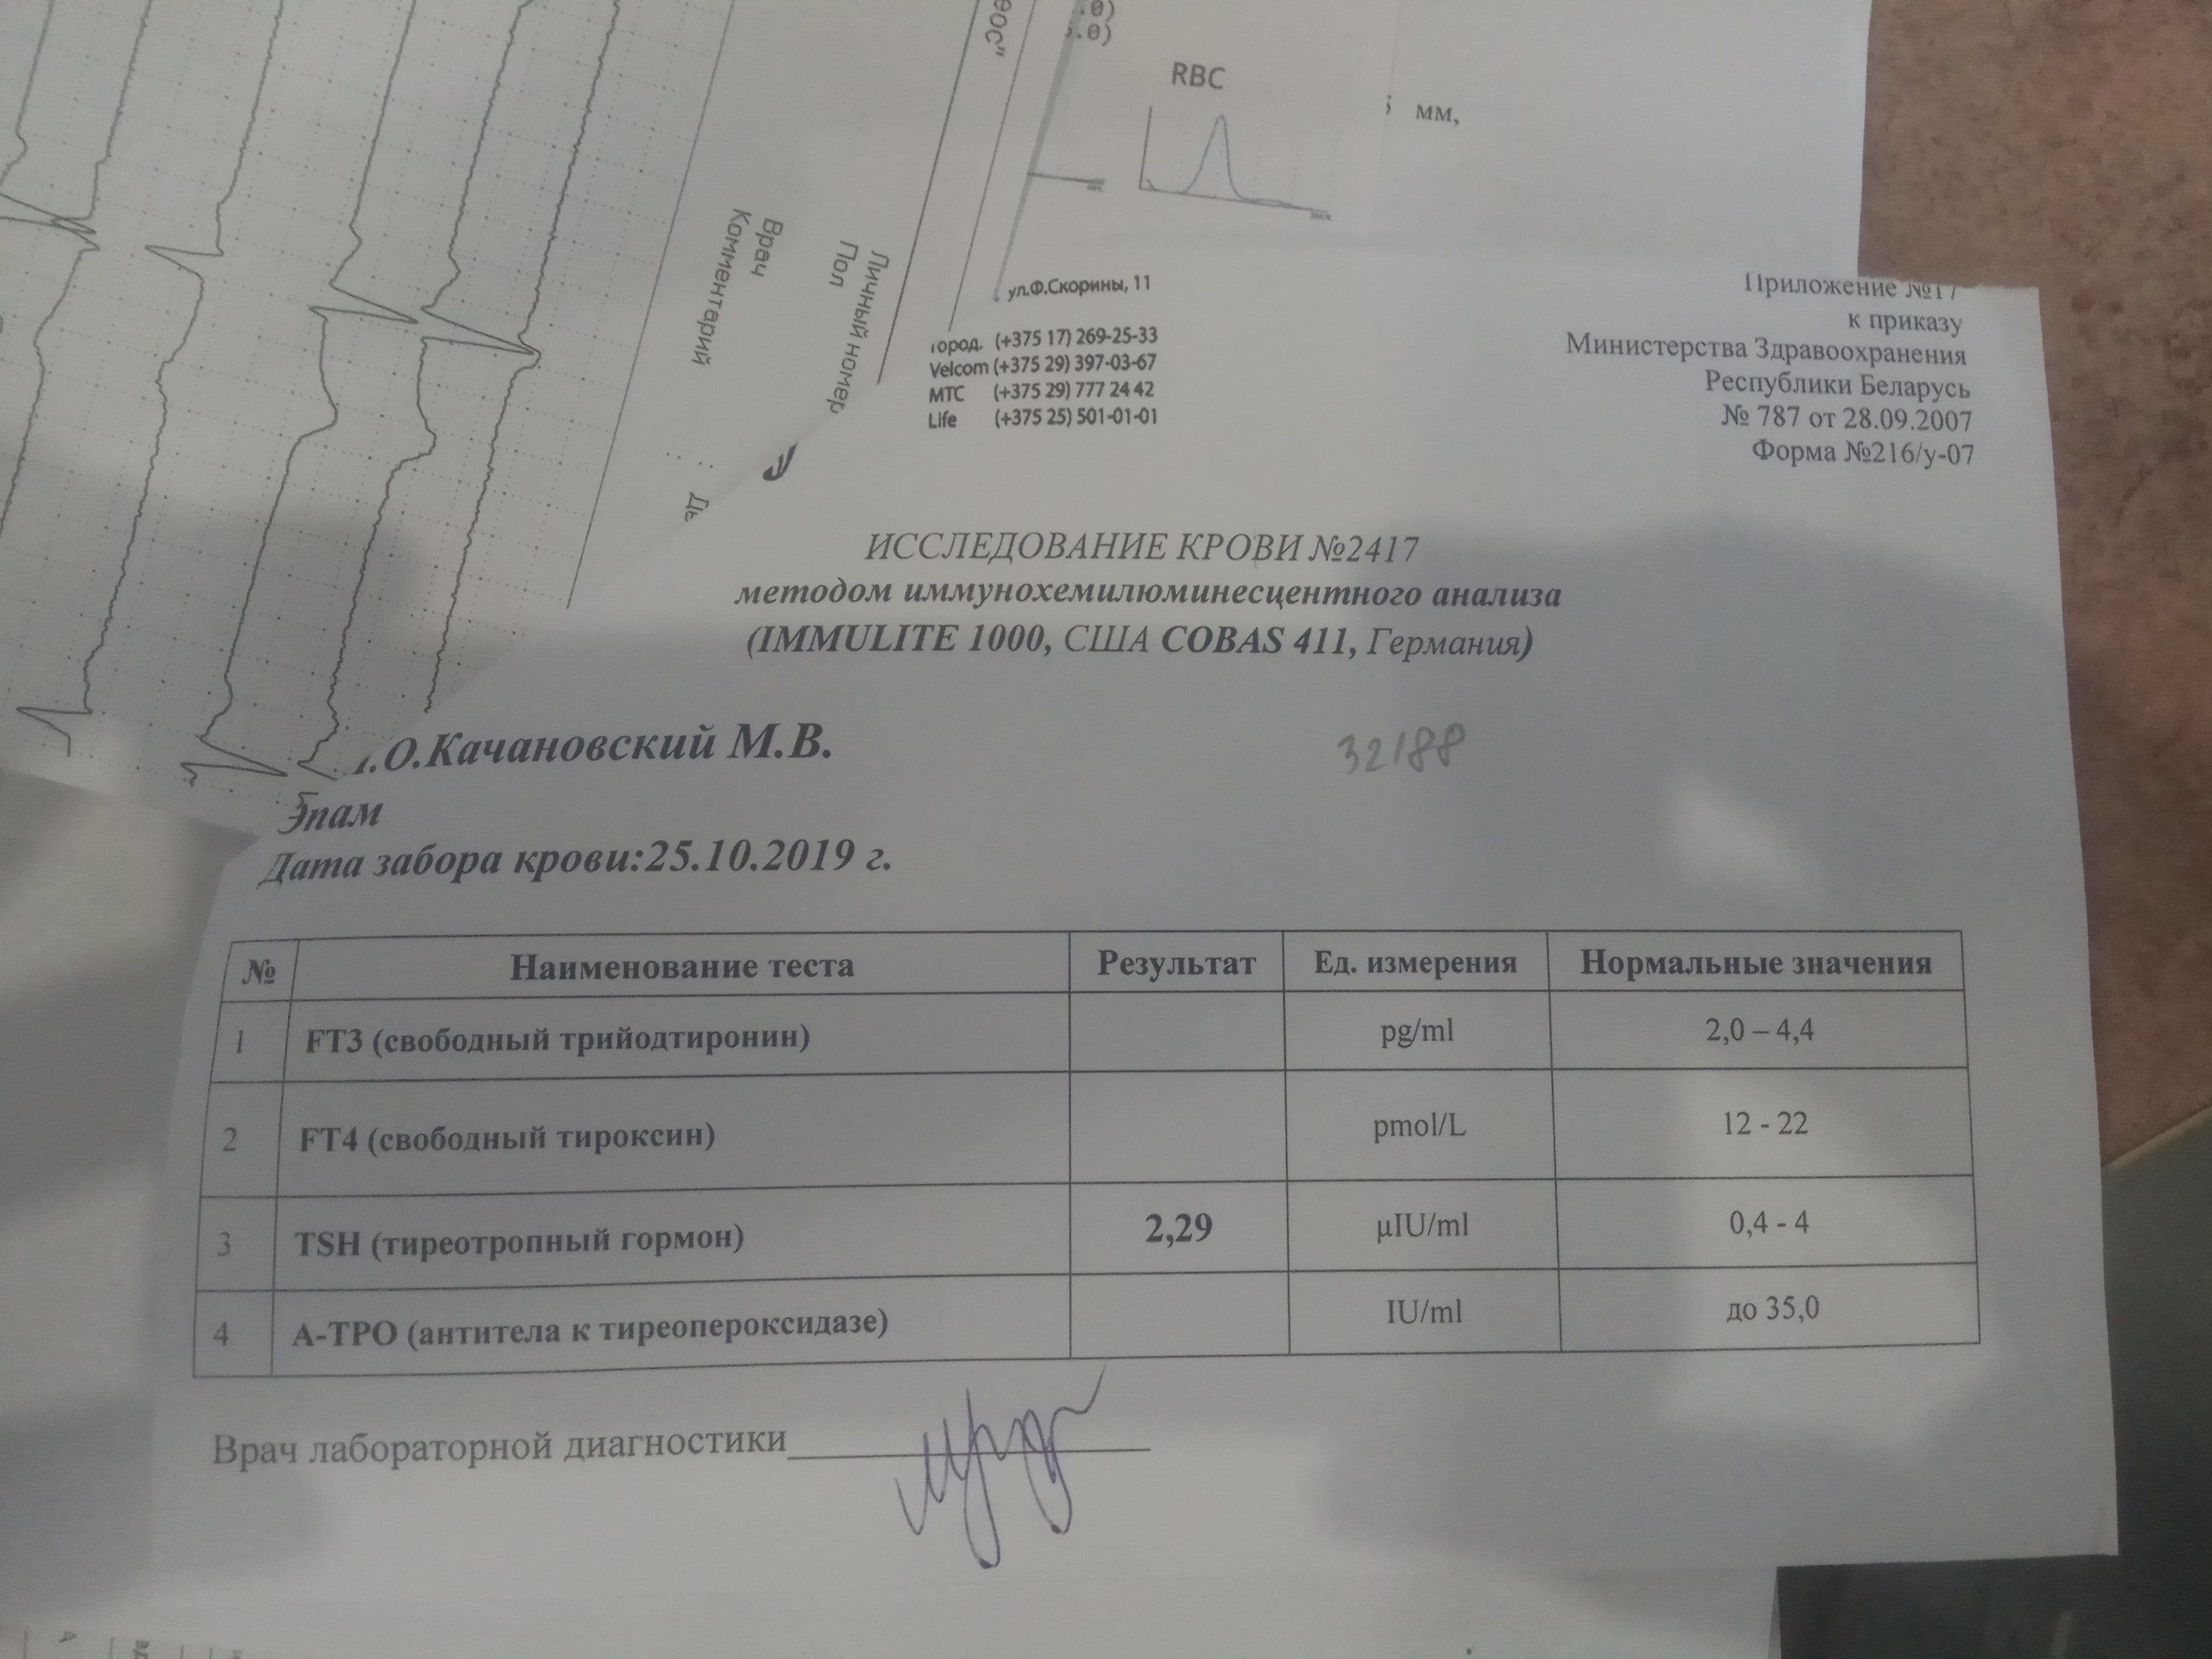 RBC
мм,
Врач
Комментарий
Личный номер
Пол
ул.Ф.Скорины, 11
город. (+375 17) 269-25-33
Velcom (+375 29) 397-03-67
МТС (+375 29) 777 24 42
Life (+375 25) 501-01-01
Приложение №17
к приказу
Министерства Здравоохранения
Республики Беларусь
№ 787 от 28.09.2007
Форма №216/у-07
ИССЛЕДОВАНИЕ КРОВИ №2417
методом иммунохемилюминесцентного анализа
(IMMULITE 1000, США COBAS 411, Германия)
.О.Качановский М.В.
32188
Эпам
Дата забора крови:25.10.2019 г.
№ Наименование теста Результат Ед. измерения Нормальные значения
1 FT3 (свободный трийодтиронин) pg/ml 2,0 – 4,4
2 FT4 (свободный тироксин) pmol/L 12 - 22
3 TSH (тиреотропный гормон) 2,29 µIU/ml 0,4 - 4
4 A-TPO (антитела к тиреопероксидазе) IU/ml до 35,0
Врач лабораторной диагностики